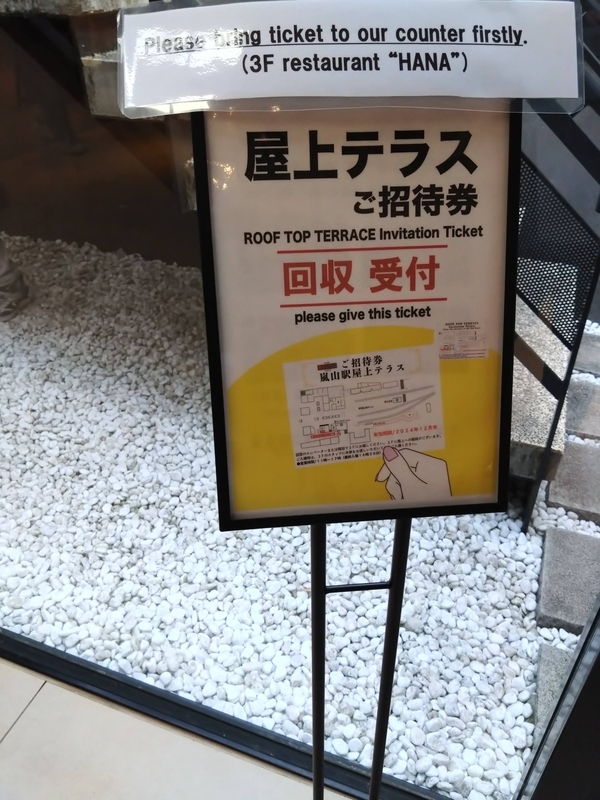 Please bring ticket to our counter firstly.
(3F restaurant “HANA”)
屋上テラス
ご招待券
ROOF TOP TERRACE Invitation Ticket
回収 受付
please give this ticket
ご招待券
嵐山駅屋上テラス